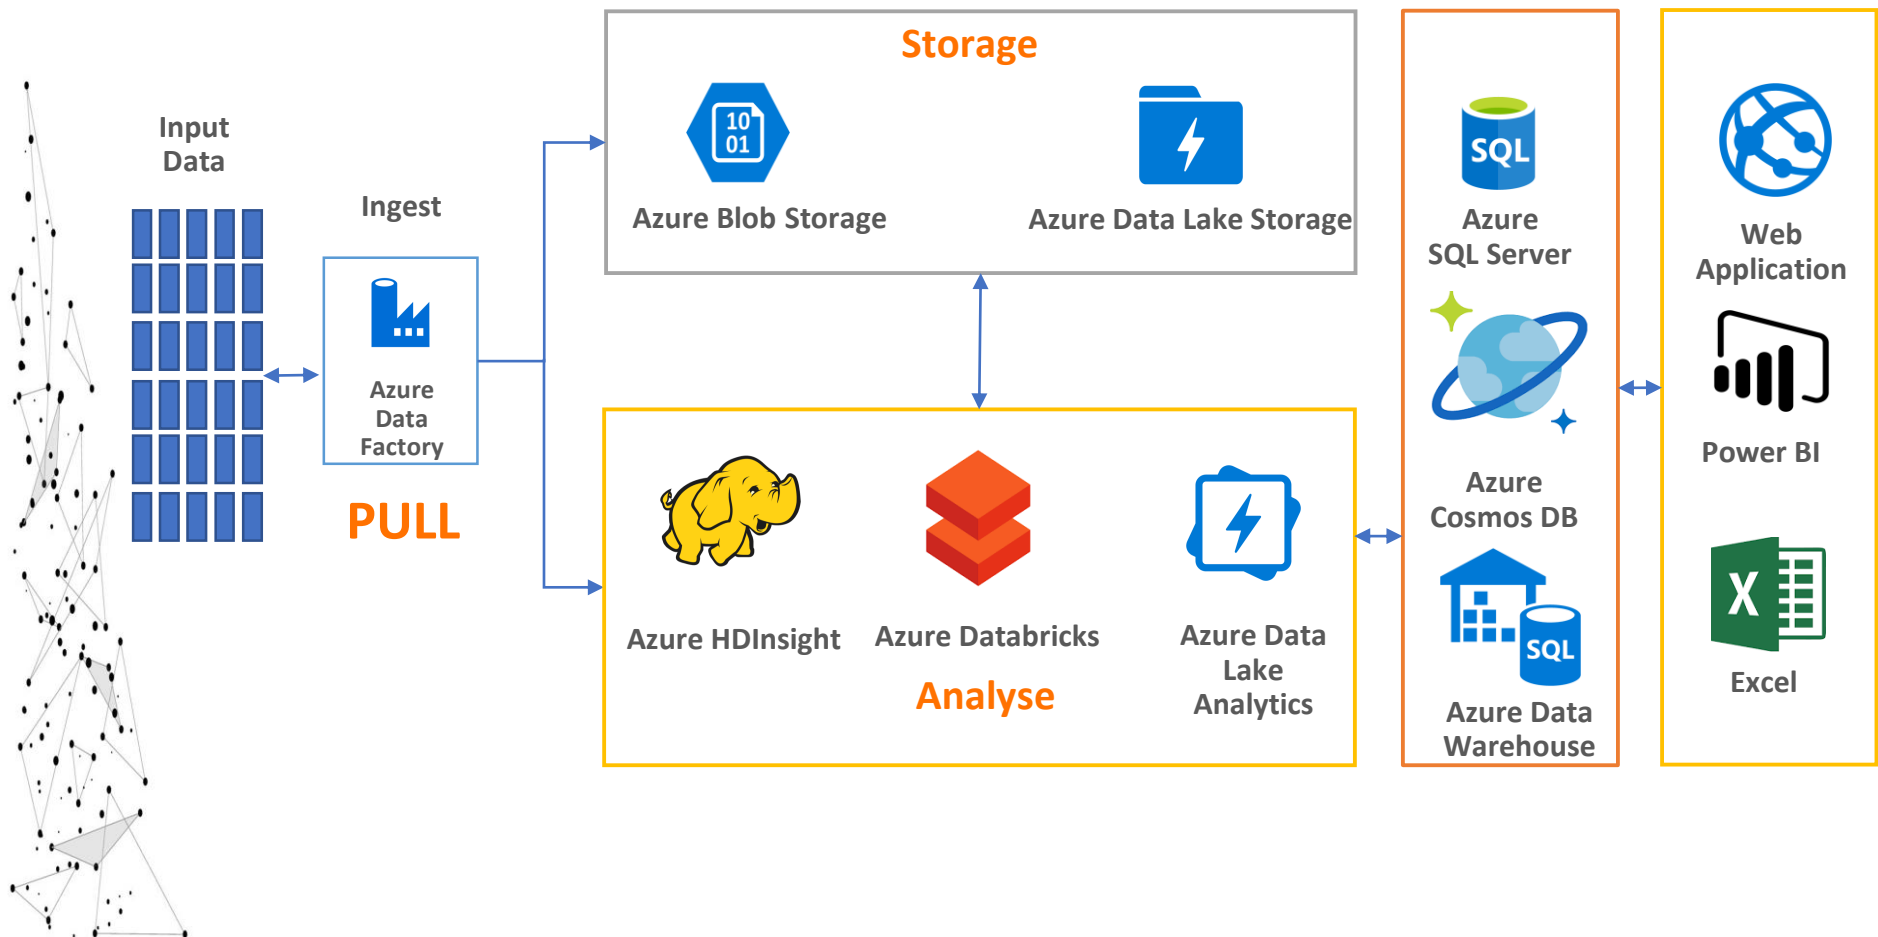 Input
Data
Ingest
Azure
Data
Factory
PULL
Storage
10
01
Azure Blob Storage
Azure Data Lake Storage
Azure HDInsight
Azure Databricks
Azure Data
Lake
Analytics
Analyse
SQL
Azure
SQL Server
Azure
Cosmos DB
SQL
Azure Data
Warehouse
Web
Application
Power BI
X
Excel